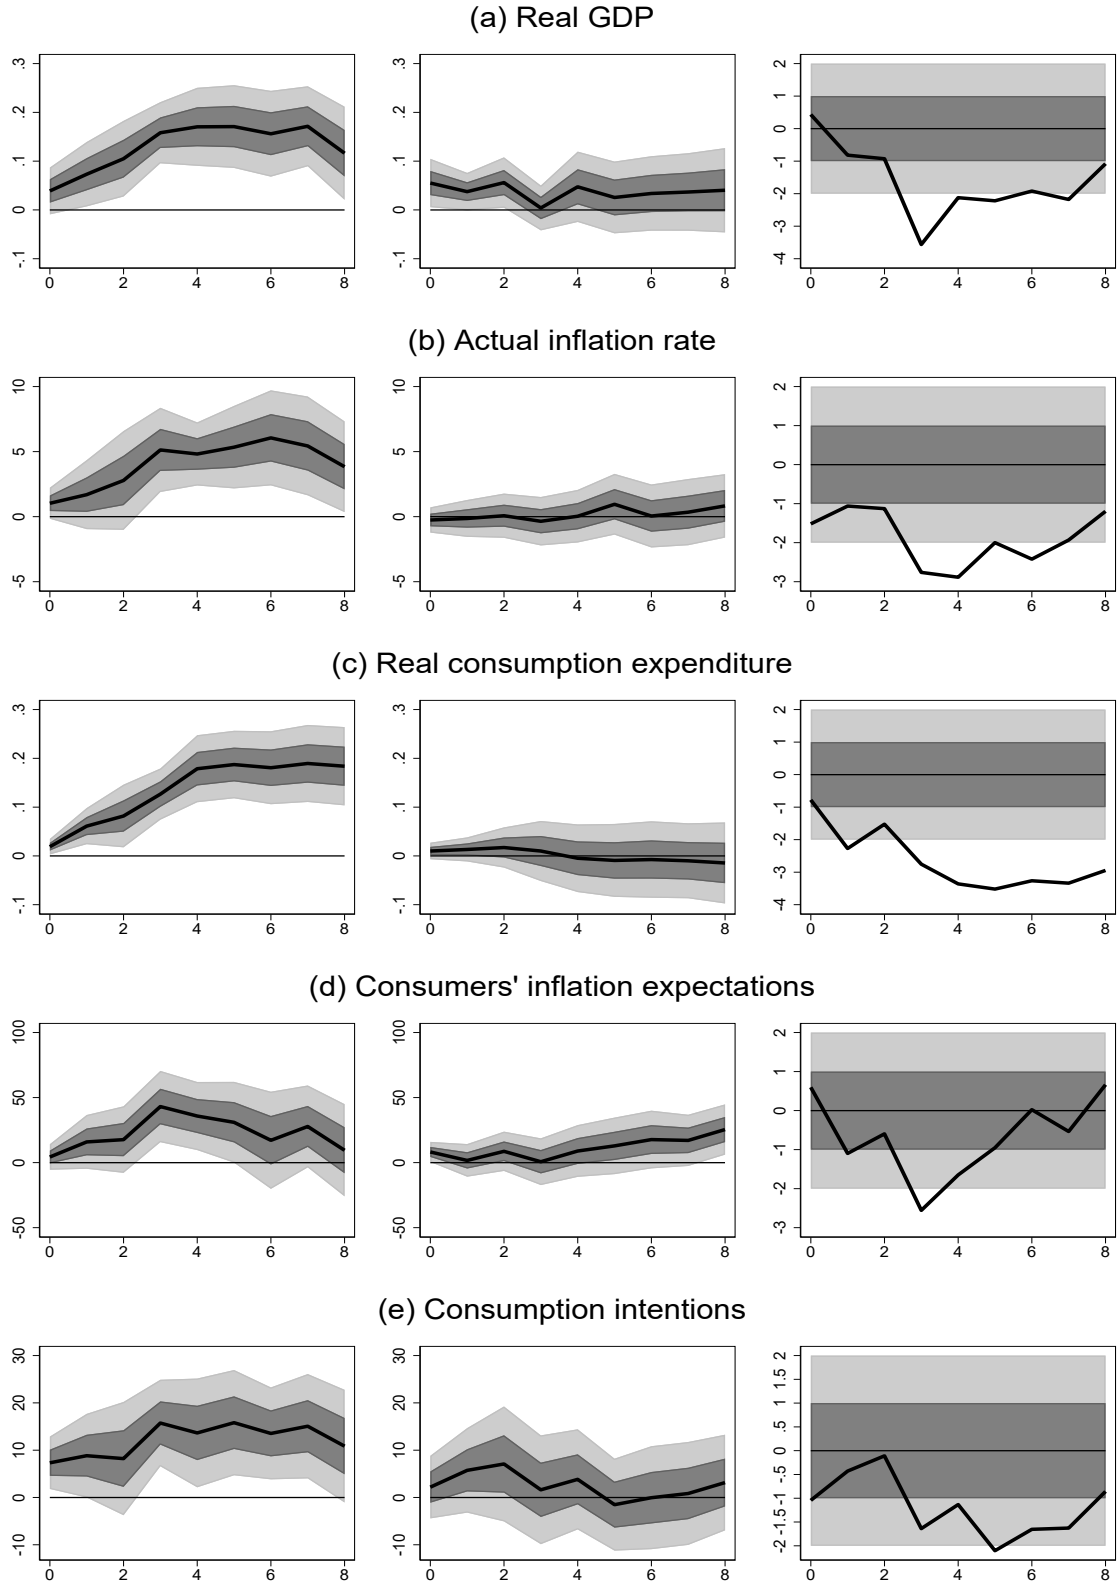 (a) Real GDP
.3 .2 .1 0 -.1
0 2 4 6 8
.3 .2 .1 0 -.1
0 2 4 6 8
2 1 0 -1 -2 -4
0 2 4 6 8
(b) Actual inflation rate
10 5 0 -5
0 2 4 6 8
10 5 0 -5
0 2 4 6 8
2 1 0 -1 -2 -3
0 2 4 6 8
(c) Real consumption expenditure
.3 .2 .1 0 -.1
0 2 4 6 8
.3 .2 .1 0 -.1
0 2 4 6 8
2 1 0 -1 -2 -3 -4
0 2 4 6 8
(d) Consumers' inflation expectations
100 50 0 -50
0 2 4 6 8
100 50 0 -50
0 2 4 6 8
2 1 0 -1 -2 -3
0 2 4 6 8
(e) Consumption intentions
30 20 10 0 -10
0 2 4 6 8
30 20 10 0 -10
0 2 4 6 8
2 1.5 1 .5 0 -.5 -1 -1.5 -2
0 2 4 6 8